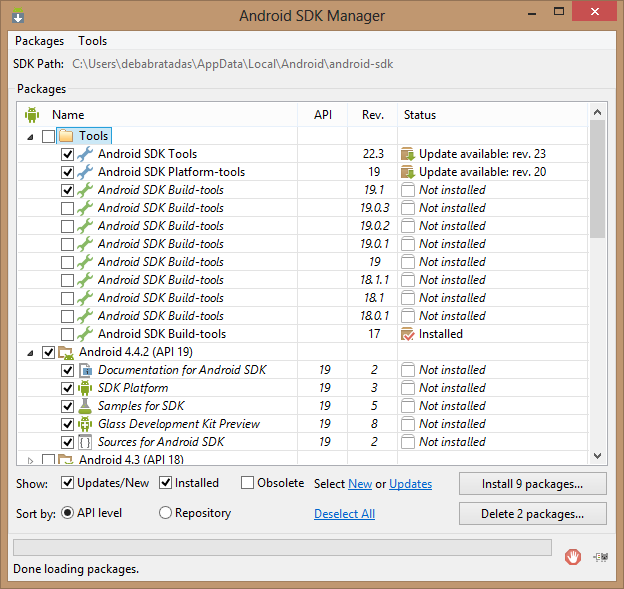 Android SDK Manager
Packages Tools
SDK Path: C:\Users\debabratadas\AppData\Local\Android\android-sdk
Packages
Name API Rev. Status
Tools
Android SDK Tools 22.3 Update available: rev. 23
Android SDK Platform-tools 19 Update available: rev. 20
Android SDK Build-tools 19.1 Not installed
Android SDK Build-tools 19.0.3 Not installed
Android SDK Build-tools 19.0.2 Not installed
Android SDK Build-tools 19.0.1 Not installed
Android SDK Build-tools 19 Not installed
Android SDK Build-tools 18.1.1 Not installed
Android SDK Build-tools 18.1 Not installed
Android SDK Build-tools 18.0.1 Not installed
Android SDK Build-tools 17 Installed
Android 4.4.2 (API 19)
Documentation for Android SDK 19 2 Not installed
SDK Platform 19 3 Not installed
Samples for SDK 19 5 Not installed
Glass Development Kit Preview 19 8 Not installed
Sources for Android SDK 19 2 Not installed
Android 4.3 (API 18)
Show: Updates/New Installed Obsolete Select New or Updates Install 9 packages...
Sort by: API level Repository Deselect All Delete 2 packages...
Done loading packages.